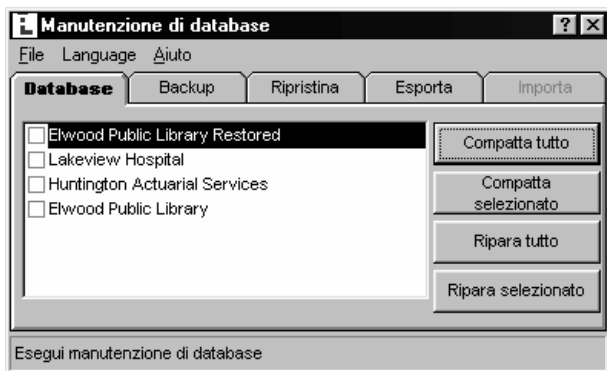 Manutenzione di database
File Language Aiuto
Database Backup Ripristina Esporta Importa
Elwood Public Library Restored
Lakeview Hospital
Huntington Actuarial Services
Elwood Public Library
Compatta tutto
Compatta
selezionato
Ripara tutto
Ripara selezionato
Esegui manutenzione di database